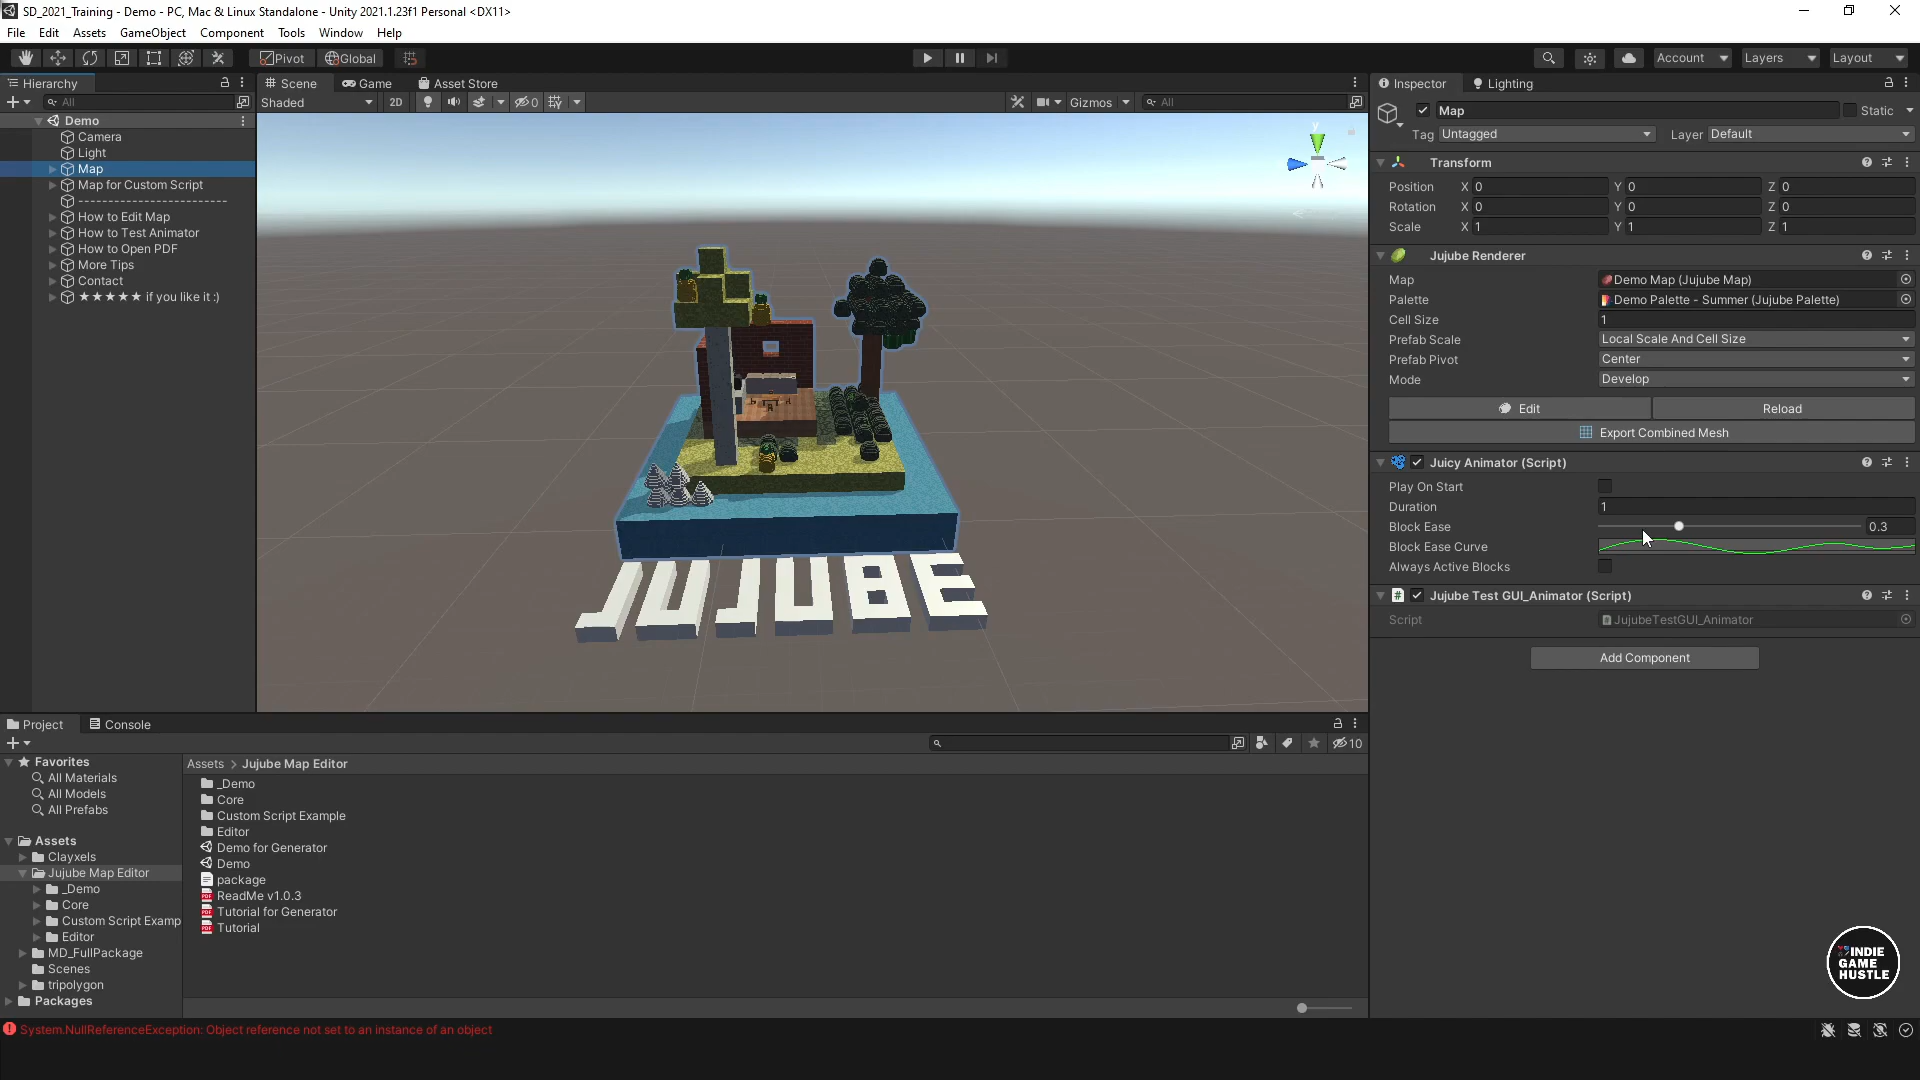 SD_2021_Training - Demo - PC, Mac & Linux Standalone - Unity 2021.1.23f1 Personal <DX11>
File Edit Assets GameObject Component Tools Window Help
Pivot Global Account Layers Layout
Hierarchy
All
Demo
Camera
Light
Map
Map for Custom Script
-------------------------
How to Edit Map
How to Test Animator
How to Open PDF
More Tips
Contact
★★★★★ if you like it :)
Scene Game Asset Store
Shaded 2D 0 Gizmos All
y
JUJUBE
Inspector Lighting
Map Static
Tag Untagged Layer Default
Transform
Position X 0 Y 0 Z 0
Rotation X 0 Y 0 Z 0
Scale X 1 Y 1 Z 1
Jujube Renderer
Map Demo Map (Jujube Map)
Palette Demo Palette - Summer (Jujube Palette)
Cell Size 1
Prefab Scale Local Scale And Cell Size
Prefab Pivot Center
Mode Develop
Edit Reload
Export Combined Mesh
Juicy Animator (Script)
Play On Start
Duration 1
Block Ease 0.3
Block Ease Curve
Always Active Blocks
Jujube Test GUI_Animator (Script)
Script JujubeTestGUI_Animator
Add Component
Project Console
10
Favorites
All Materials
All Models
All Prefabs
Assets
Clayxels
Jujube Map Editor
_Demo
Core
Custom Script Examp
Editor
MD_FullPackage
Scenes
tripolygon
Packages
Assets > Jujube Map Editor
_Demo
Core
Custom Script Example
Editor
Demo for Generator
Demo
package
ReadMe v1.0.3
Tutorial for Generator
Tutorial
INDIE
GAME
HUSTLE
System.NullReferenceException: Object reference not set to an instance of an object